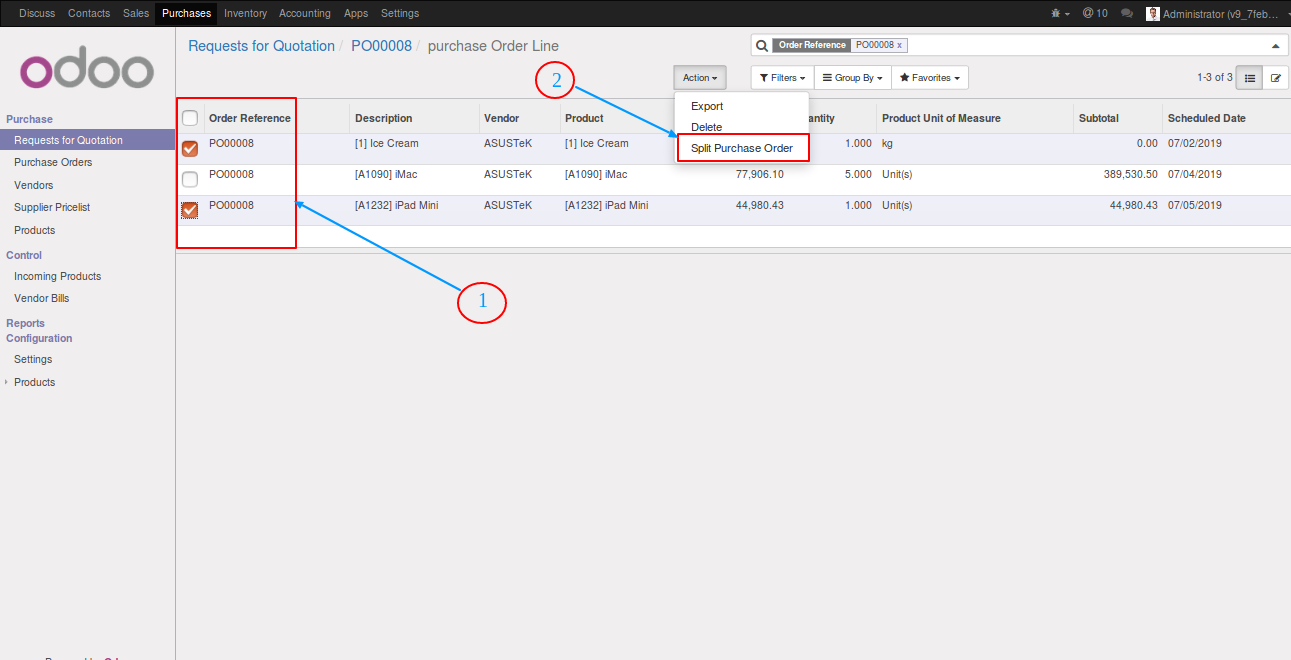 Discuss Contacts Sales Purchases Inventory Accounting Apps Settings @ 10 Administrator (v9_7feb...
odoo
Requests for Quotation / PO00008 / purchase Order Line
Order Reference PO00008 x
Action Filters Group By Favorites 1-3 of 3
2
Export
Delete
Split Purchase Order
Purchase
Requests for Quotation
Purchase Orders
Vendors
Supplier Pricelist
Products
Control
Incoming Products
Vendor Bills
Reports
Configuration
Settings
Products
Order Reference Description Vendor Product Product Unit of Measure Subtotal Scheduled Date
PO00008 [1] Ice Cream ASUSTeK [1] Ice Cream 1.000 kg 0.00 07/02/2019
PO00008 [A1090] iMac ASUSTeK [A1090] iMac 77,906.10 5.000 Unit(s) 389,530.50 07/04/2019
PO00008 [A1232] iPad Mini ASUSTeK [A1232] iPad Mini 44,980.43 1.000 Unit(s) 44,980.43 07/05/2019
1